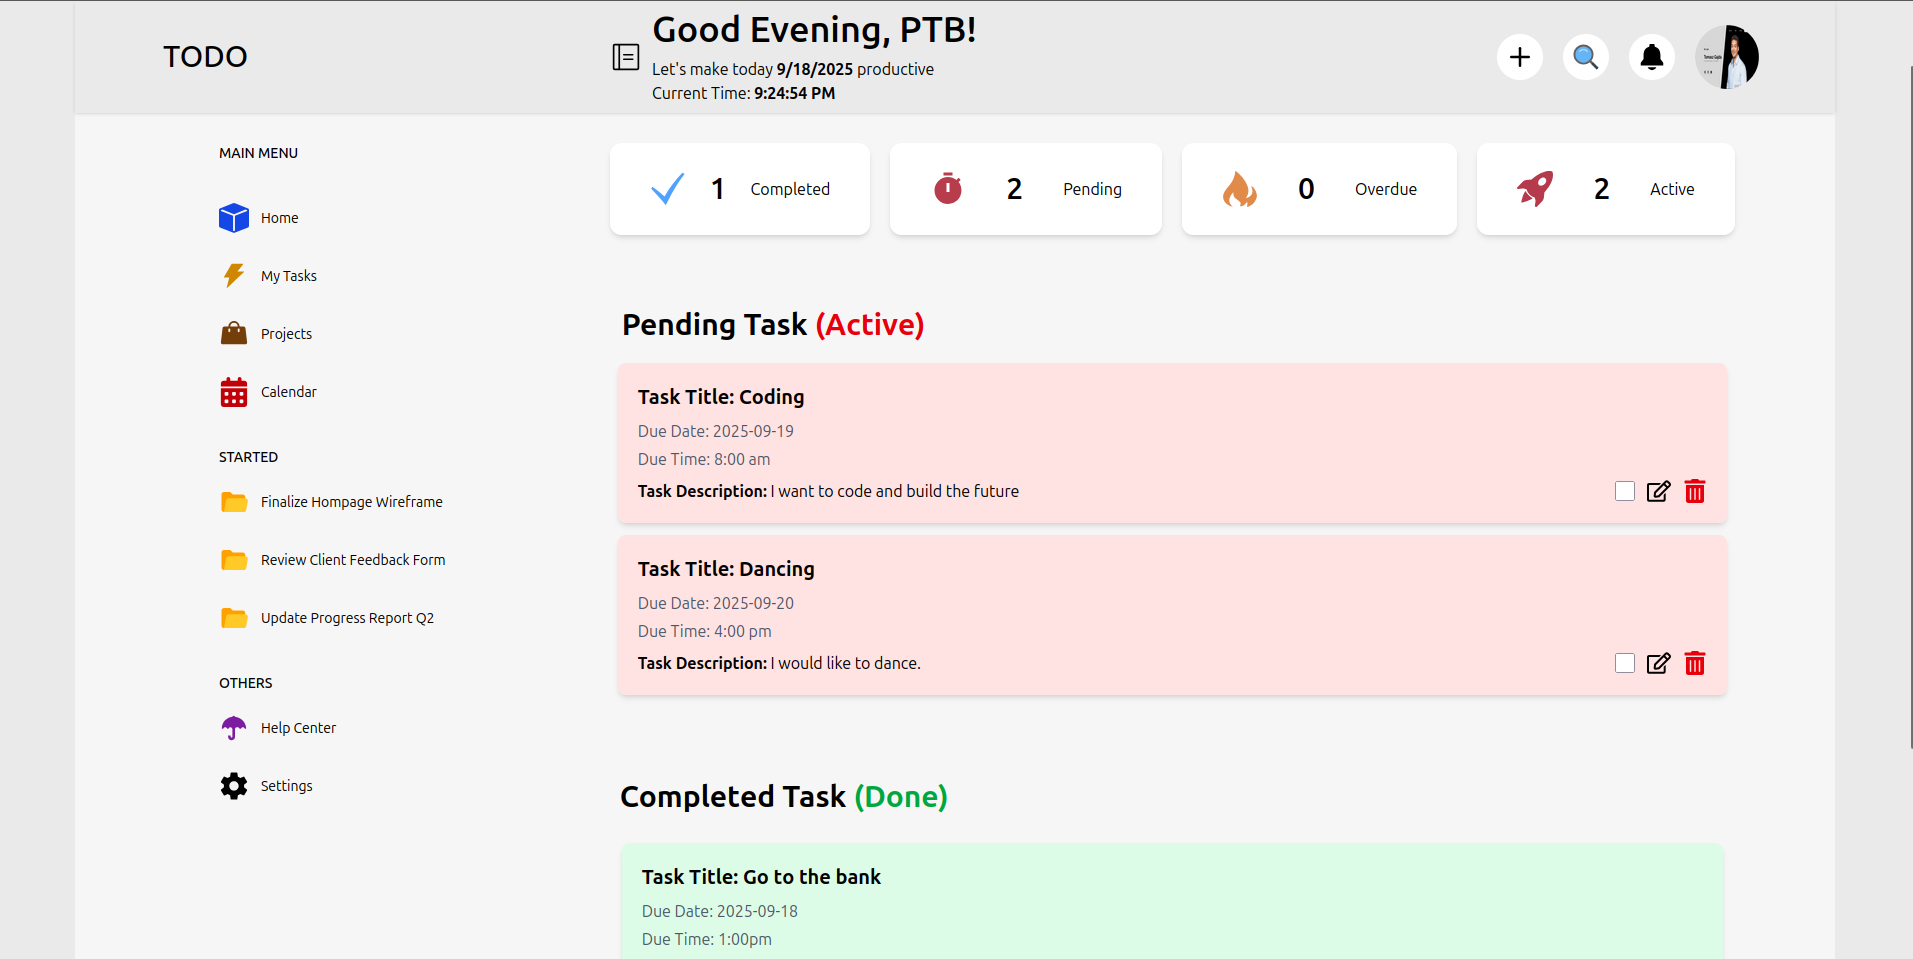 TODO
Good Evening, PTB!
Let's make today 9/18/2025 productive
Current Time: 9:24:54 PM
MAIN MENU
Home
My Tasks
Projects
Calendar
STARTED
Finalize Hompage Wireframe
Review Client Feedback Form
Update Progress Report Q2
OTHERS
Help Center
Settings
1 Completed
2 Pending
0 Overdue
2 Active
Pending Task (Active)
Task Title: Coding
Due Date: 2025-09-19
Due Time: 8:00 am
Task Description: I want to code and build the future
Task Title: Dancing
Due Date: 2025-09-20
Due Time: 4:00 pm
Task Description: I would like to dance.
Completed Task (Done)
Task Title: Go to the bank
Due Date: 2025-09-18
Due Time: 1:00pm